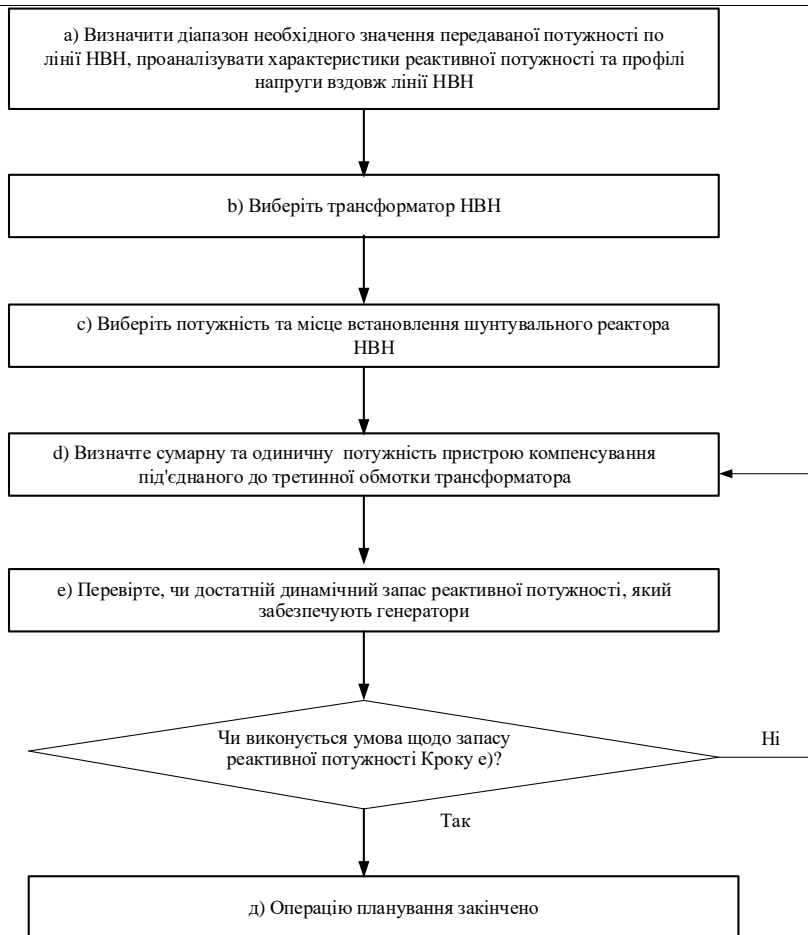 a) Визначити діапазон необхідного значення передаваної потужності по
лінії НВН, проаналізувати характеристики реактивної потужності та профілі
напруги вздовж лінії НВН
b) Виберіть трансформатор НВН
c) Виберіть потужність та місце встановлення шунтувального реактора
НВН
d) Визначте сумарну та одиничну потужність пристрою компенсування
під'єднаного до третинної обмотки трансформатора
e) Перевірте, чи достатній динамічний запас реактивної потужності, який
забезпечують генератори
Чи виконується умова щодо запасу
реактивної потужності Кроку e)?
Ні
Так
д) Операцію планування закінчено